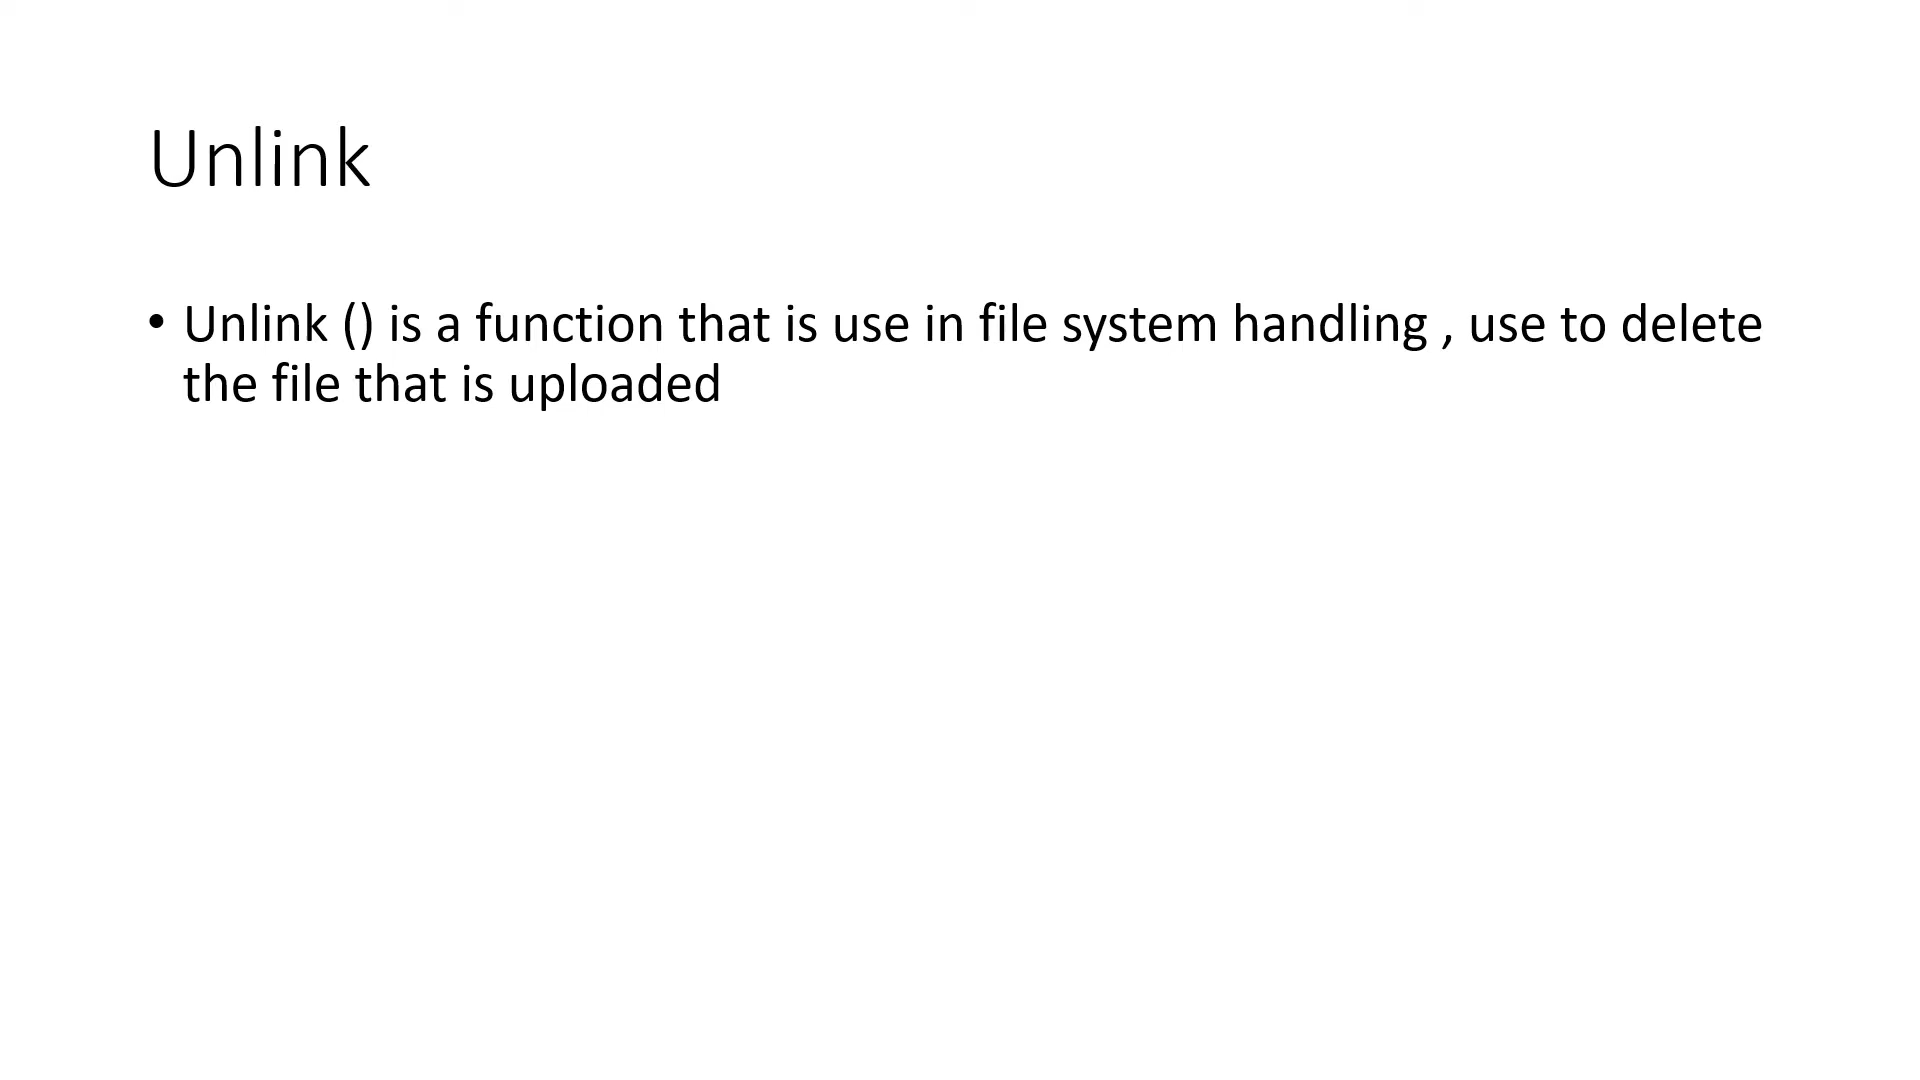 Unlink
• Unlink () is a function that is use in file system handling , use to delete
the file that is uploaded